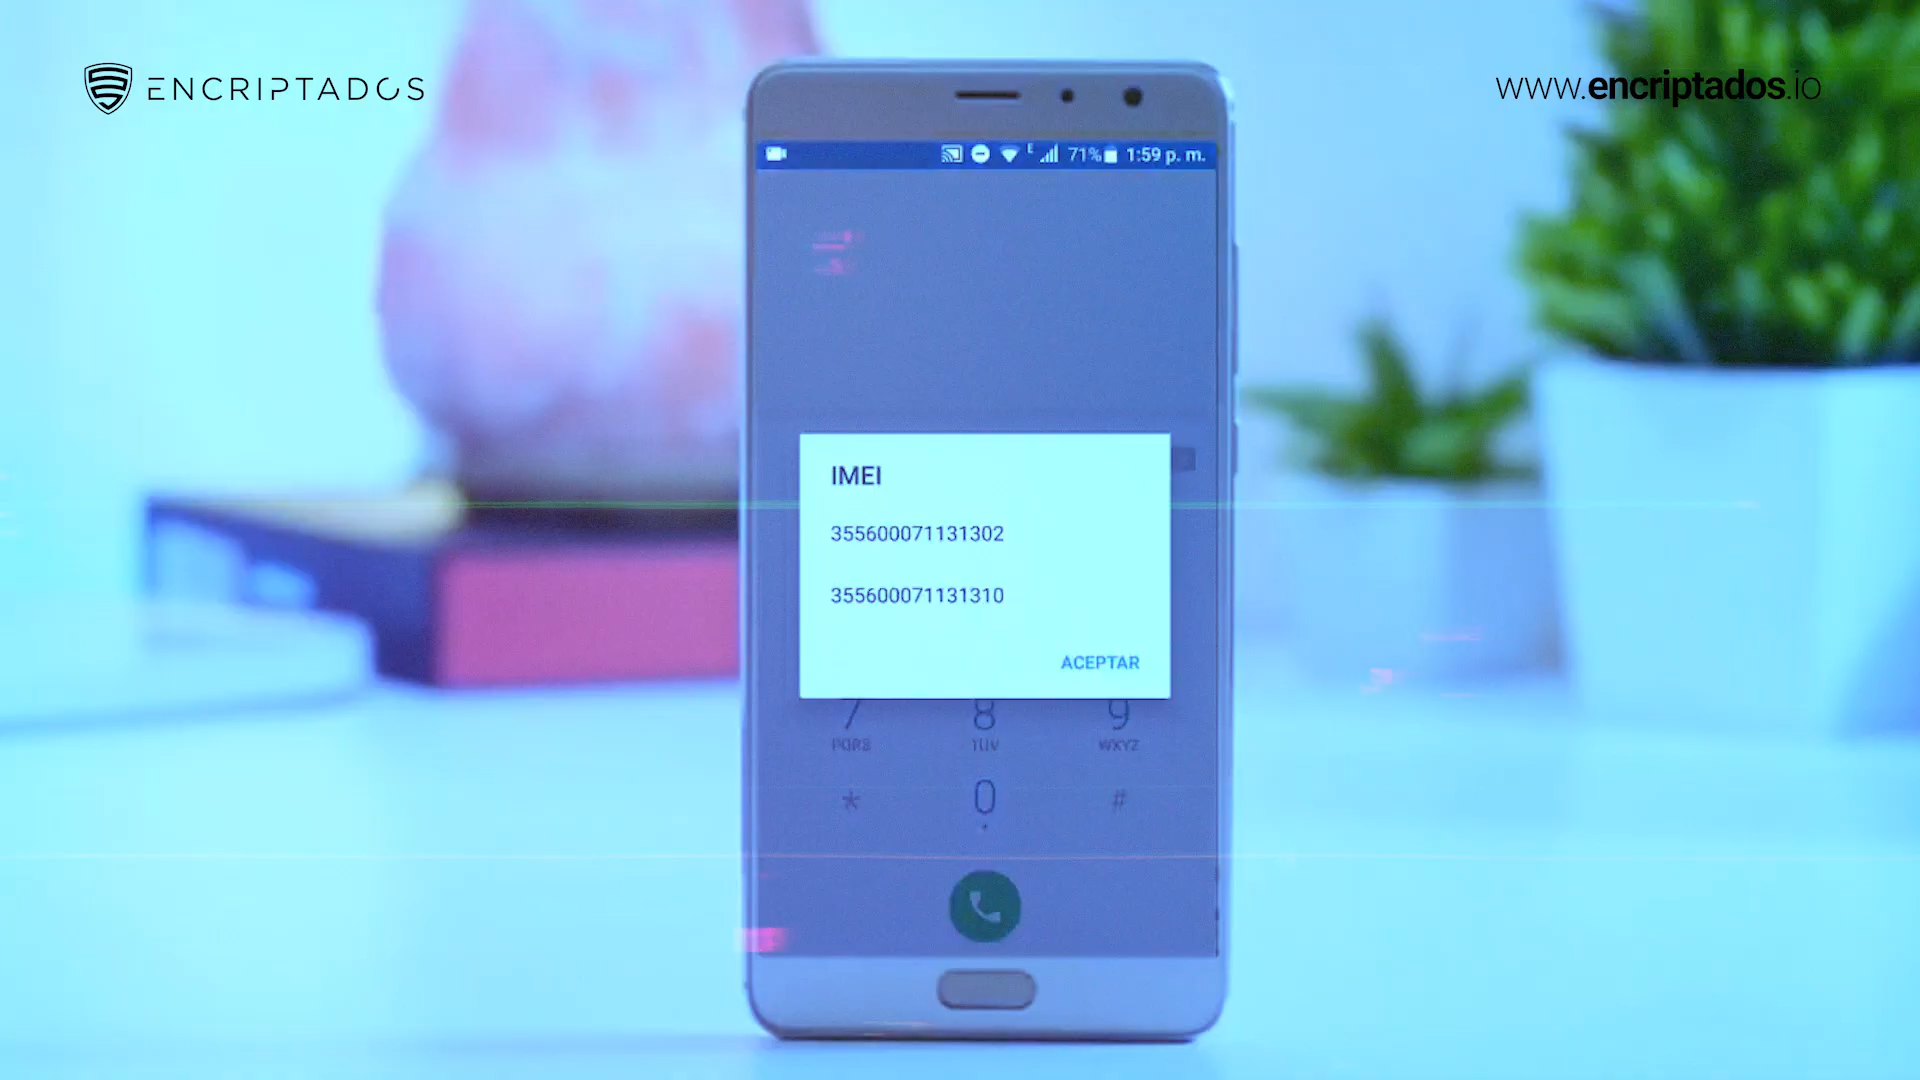 ENCRIPTADOS
www.encriptados.io
E 71% 1:59 p. m.
IMEI
355600071131302
355600071131310
ACEPTAR
7 8 9
PQRS TUV WXYZ
* 0 #